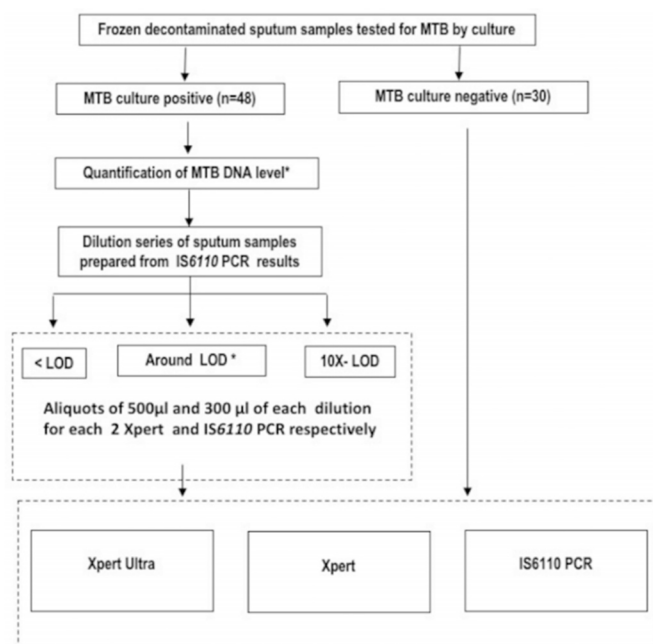 Frozen decontaminated sputum samples tested for MTB by culture
MTB culture positive (n=48)
MTB culture negative (n=30)
Quantification of MTB DNA level*
Dilution series of sputum samples
prepared from IS6110 PCR results
< LOD
Around LOD *
10X- LOD
Aliquots of 500µl and 300 µl of each dilution
for each 2 Xpert and IS6110 PCR respectively
Xpert Ultra
Xpert
IS6110 PCR